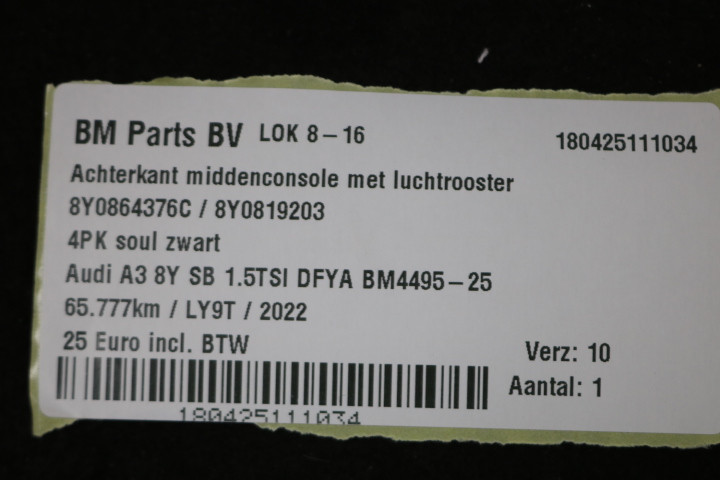 BM Parts BV LOK 8-16 180425111034
Achterkant middenconsole met luchtrooster
8Y0864376C / 8Y0819203
4PK soul zwart
Audi A3 8Y SB 1.5TSI DFYA BM4495-25
65.777km / LY9T / 2022
25 Euro incl. BTW
Verz: 10
Aantal: 1
180425111034